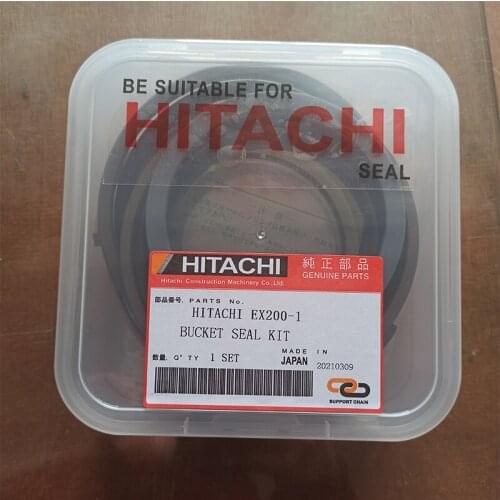 BE SUITABLE FOR
HITACHI
SEAL
HITACHI
純正部品
Hitachi Construction Machinery Co., Ltd.
GENUINE PARTS
部品番号. PARTS No.
HITACHI EX200-1
BUCKET SEAL KIT
数量. Q'TY 1 SET
MADE IN
JAPAN 20210309
SUPPORT CHAIN